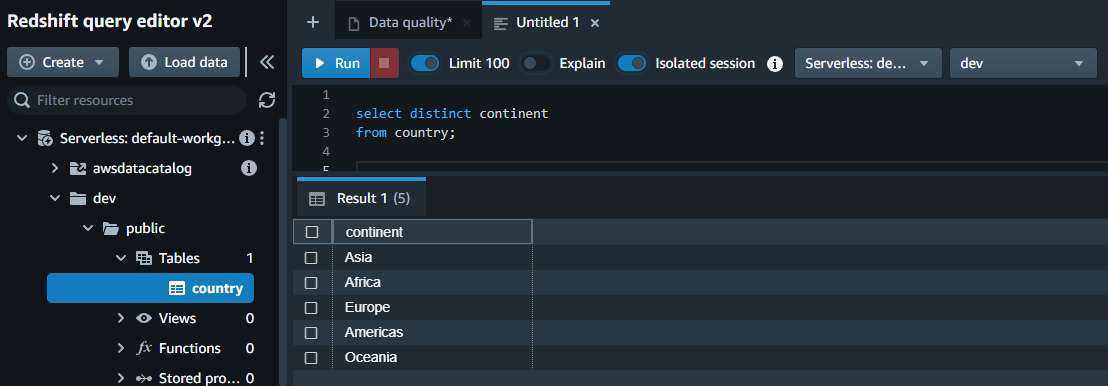 Redshift query editor v2
Create
Load data
Filter resources
Serverless: default-workg...
awsdatacatalog
dev
public
Tables 1
country
Views 0
fx Functions 0
Stored pro... 0
+ Data quality* × Untitled 1 ×
Run Limit 100 Explain Isolated session Serverless: de... dev
1
2 select distinct continent
3 from country;
4
5
Result 1 (5)
continent
Asia
Africa
Europe
Americas
Oceania